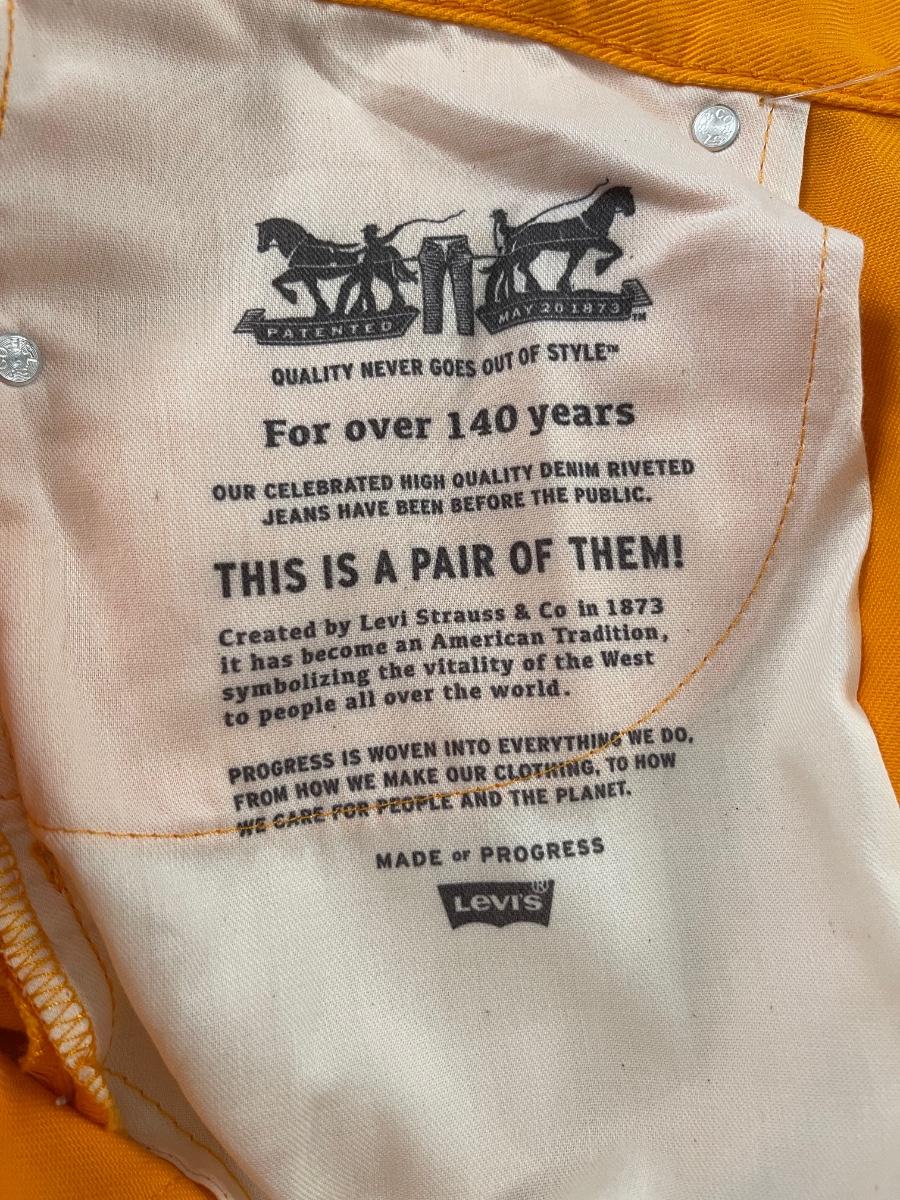 PATENTED
MAY 20 1873 ™
QUALITY NEVER GOES OUT OF STYLE™
For over 140 years
OUR CELEBRATED HIGH QUALITY DENIM RIVETED
JEANS HAVE BEEN BEFORE THE PUBLIC.
THIS IS A PAIR OF THEM!
Created by Levi Strauss & Co in 1873
it has become an American Tradition,
symbolizing the vitality of the West
to people all over the world.
PROGRESS IS WOVEN INTO EVERYTHING WE DO,
FROM HOW WE MAKE OUR CLOTHING, TO HOW
WE CARE FOR PEOPLE AND THE PLANET.
MADE OF PROGRESS
Levi's®